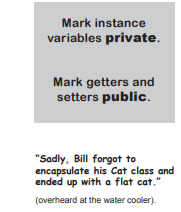 Mark instance
variables private.
Mark getters and
setters public.
“Sadly, Bill forgot to
encapsulate his Cat class and
ended up with a flat cat.”
(overheard at the water cooler).